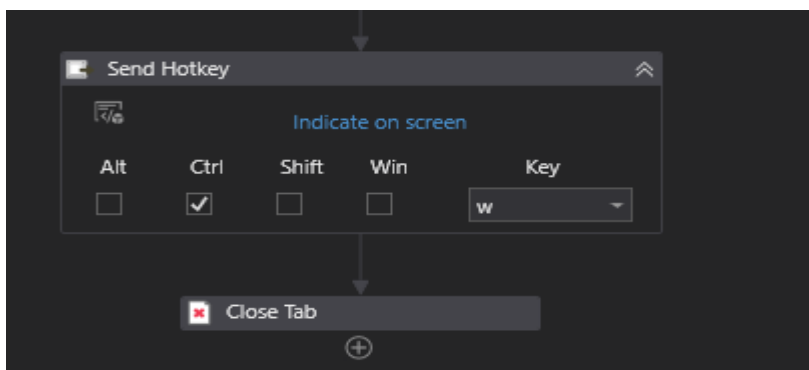 Send Hotkey
Indicate on screen
Alt Ctrl Shift Win Key
w
Close Tab